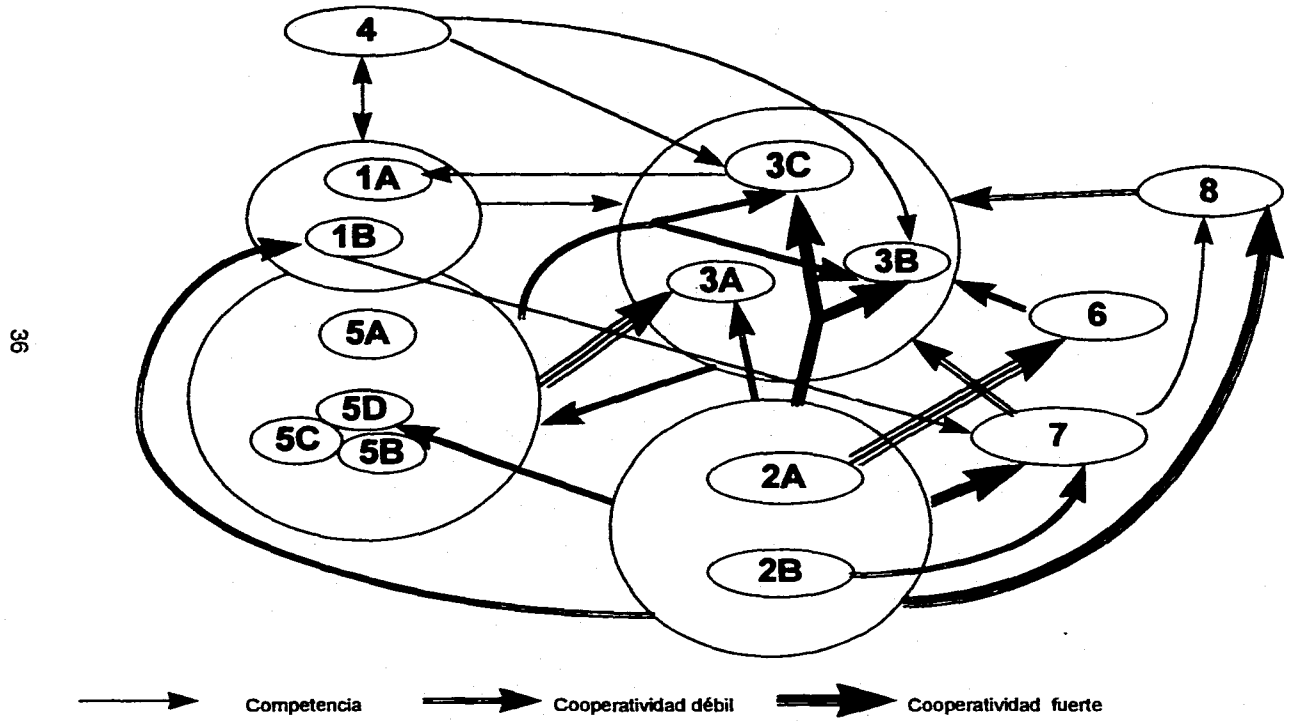 4
3C
1A
8
1B
3A
3B
6
5A
5D
5C
5B
7
2A
2B
36
Competencia
Cooperatividad débil
Cooperatividad fuerte